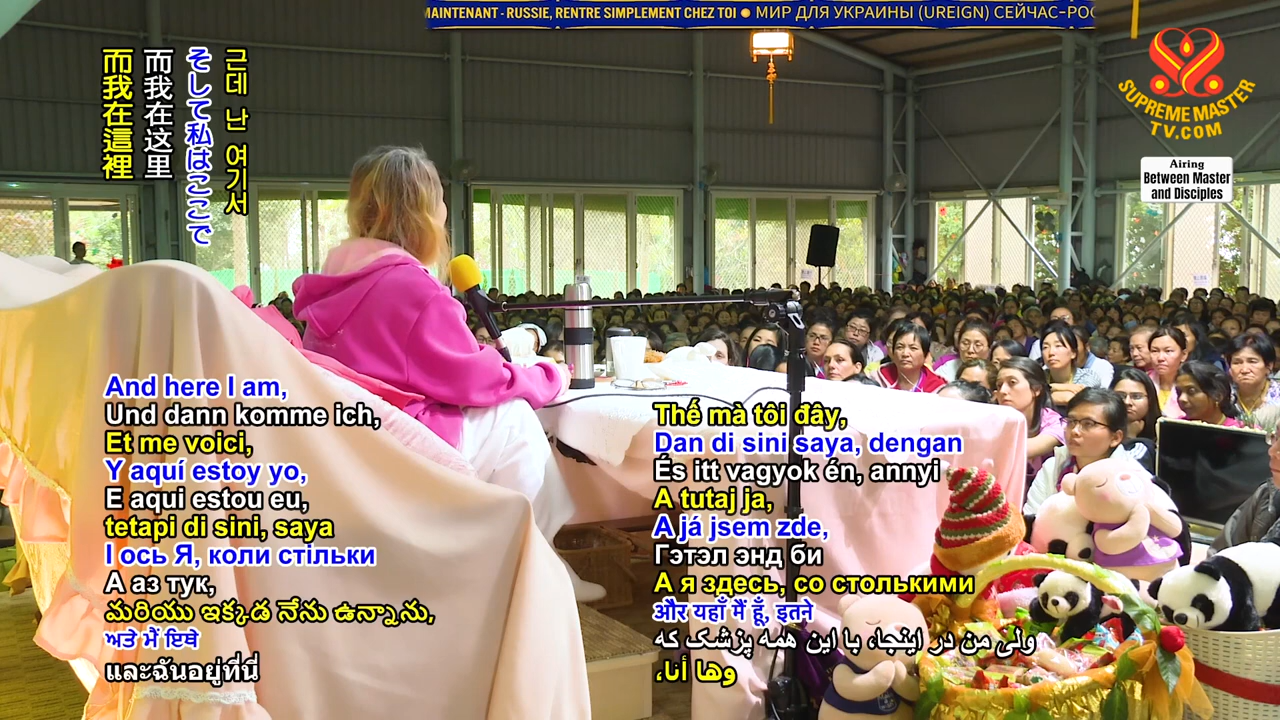 MAINTENANT - RUSSIE, RENTRE SIMPLEMENT CHEZ TOI ● МИР ДЛЯ УКРАИНЫ (UREIGN) СЕЙЧАС-РОС
SUPREME MASTER
TV.COM
Airing
Between Master
and Disciples
근데 난 여기서
そして私はここで
而我在这里
而我在這裡
And here I am,
Und dann komme ich,
Et me voici,
Y aquí estoy yo,
E aqui estou eu,
tetapi di sini, saya
І ось Я, коли стільки
А аз тук,
మరియు ఇక్కడ నేను ఉన్నాను,
ਅਤੇ ਮੈਂ ਇਥੇ
และฉันอยู่ที่นี่
Thế mà tôi đây,
Dan di sini saya, dengan
És itt vagyok én, annyi
A tutaj ja,
A já jsem zde,
Гэтэл энд би
А я здесь, со столькими
और यहाँ मैं हूँ, इतने
ولی من در اینجا، با این همه پزشک که
وها أنا،